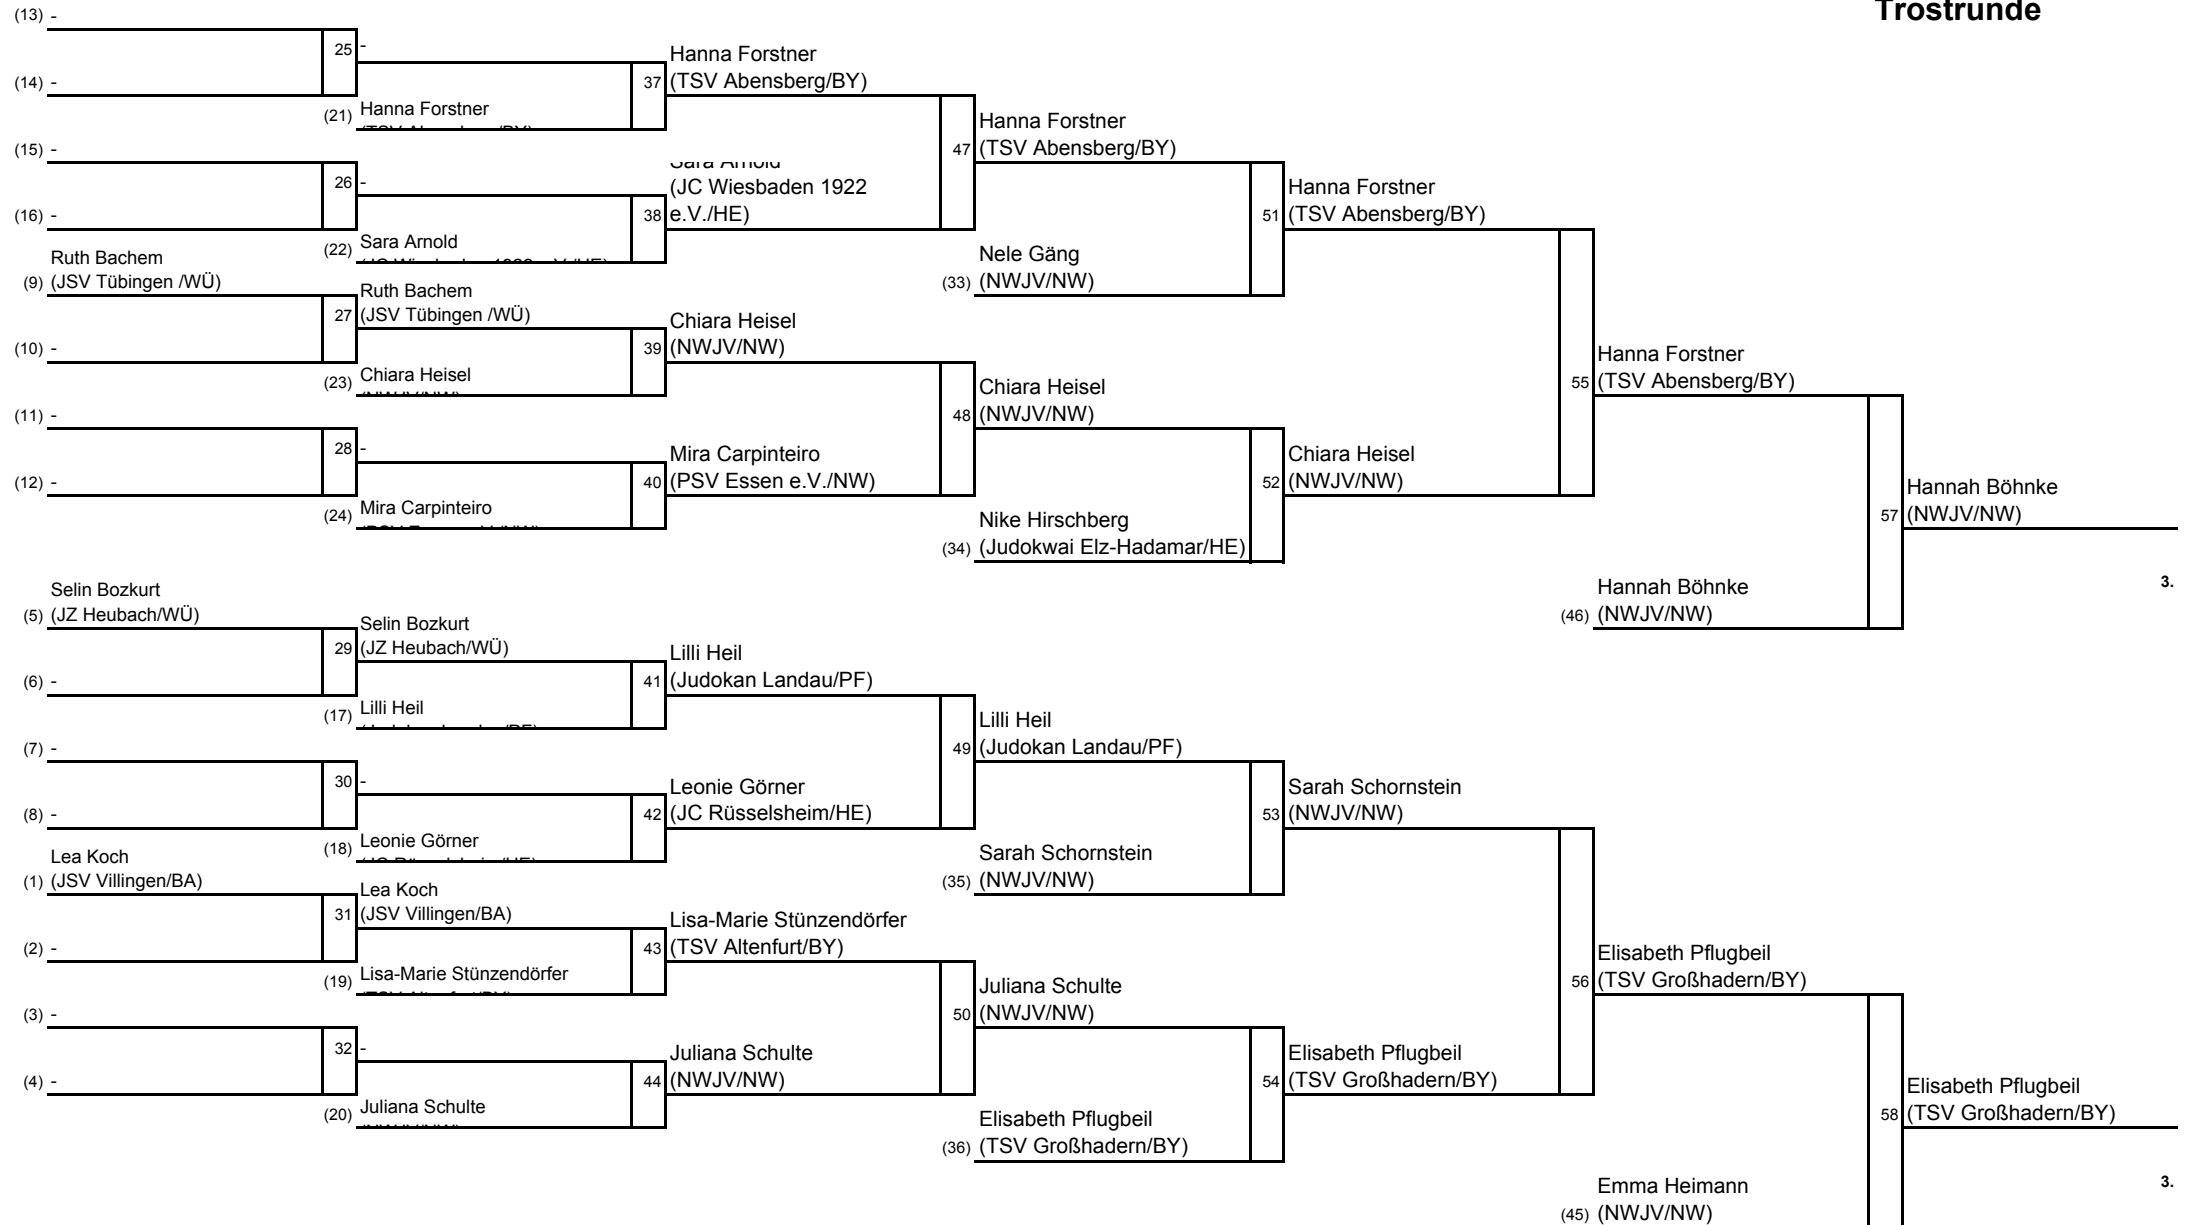 Trostrunde
(13) -
25 -
(14) -
(21) Hanna Forstner
37 Hanna Forstner
(TSV Abensberg/BY)
(15) -
26 -
(16) -
(22) Sara Arnold
38 Sara Arnold
(JC Wiesbaden 1922
e.V./HE)
47 Hanna Forstner
(TSV Abensberg/BY)
(33) Nele Gäng
(NWJV/NW)
51 Hanna Forstner
(TSV Abensberg/BY)
(9) Ruth Bachem
(JSV Tübingen /WÜ)
(10) -
27 Ruth Bachem
(JSV Tübingen /WÜ)
(23) Chiara Heisel
(NWJV/NW)
39 Chiara Heisel
(NWJV/NW)
(11) -
28 -
(12) -
(24) Mira Carpinteiro
40 Mira Carpinteiro
(PSV Essen e.V./NW)
48 Chiara Heisel
(NWJV/NW)
(34) Nike Hirschberg
(Judokwai Elz-Hadamar/HE)
52 Chiara Heisel
(NWJV/NW)
55 Hanna Forstner
(TSV Abensberg/BY)
(46) Hannah Böhnke
(NWJV/NW)
57 Hannah Böhnke
(NWJV/NW)
3.
(5) Selin Bozkurt
(JZ Heubach/WÜ)
(6) -
29 Selin Bozkurt
(JZ Heubach/WÜ)
(17) Lilli Heil
41 Lilli Heil
(Judokan Landau/PF)
(7) -
30 -
(8) -
(18) Leonie Görner
42 Leonie Görner
(JC Rüsselsheim/HE)
49 Lilli Heil
(Judokan Landau/PF)
(35) Sarah Schornstein
(NWJV/NW)
53 Sarah Schornstein
(NWJV/NW)
(1) Lea Koch
(JSV Villingen/BA)
(2) -
31 Lea Koch
(JSV Villingen/BA)
(19) Lisa-Marie Stünzendörfer
43 Lisa-Marie Stünzendörfer
(TSV Altenfurt/BY)
(3) -
32 -
(4) -
(20) Juliana Schulte
44 Juliana Schulte
(NWJV/NW)
50 Juliana Schulte
(NWJV/NW)
(36) Elisabeth Pflugbeil
(TSV Großhadern/BY)
54 Elisabeth Pflugbeil
(TSV Großhadern/BY)
56 Elisabeth Pflugbeil
(TSV Großhadern/BY)
(45) Emma Heimann
(NWJV/NW)
58 Elisabeth Pflugbeil
(TSV Großhadern/BY)
3.